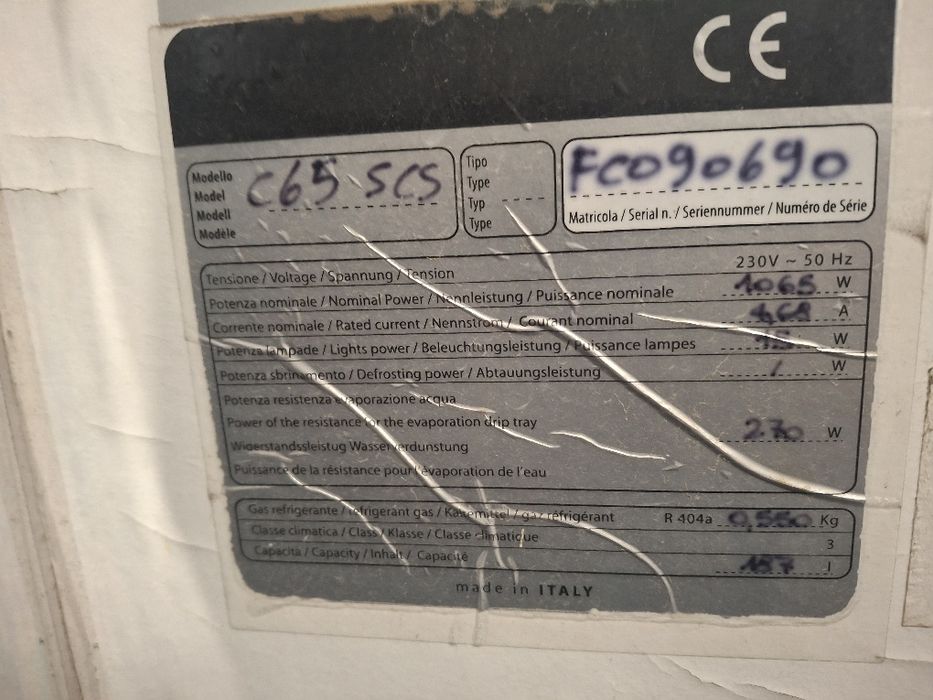 CE
Modello
Model
Modell
Modèle
C65 SCS
Tipo
Type
Typ
Type
FC090690
Matricola / Serial n. / Seriennummer / Numéro de Série
Tensione / Voltage / Spannung / Tension 230V ~ 50 Hz
Potenza nominale / Nominal Power / Nennleistung / Puissance nominale 1065 W
Corrente nominale / Rated current / Nennstrom / Courant nominal 4,68 A
Potenza lampade / Lights power / Beleuchtungsleistung / Puissance lampes W
Potenza sbrinamento / Defrosting power / Abtauungsleistung / W
Potenza resistenza evaporazione acqua
Power of the resistance for the evaporation drip tray
Widerstandsleistug Wasserverdunstung
Puissance de la résistance pour l'évaporation de l'eau
270 W
Gas refrigerante / refrigerant gas / Kältemittel / gaz réfrigérant R 404a 0,550 Kg
Classe climatica / Class / Klasse / Classe climatique 3
Capacità / Capacity / Inhalt / Capacité 157 l
made in ITALY